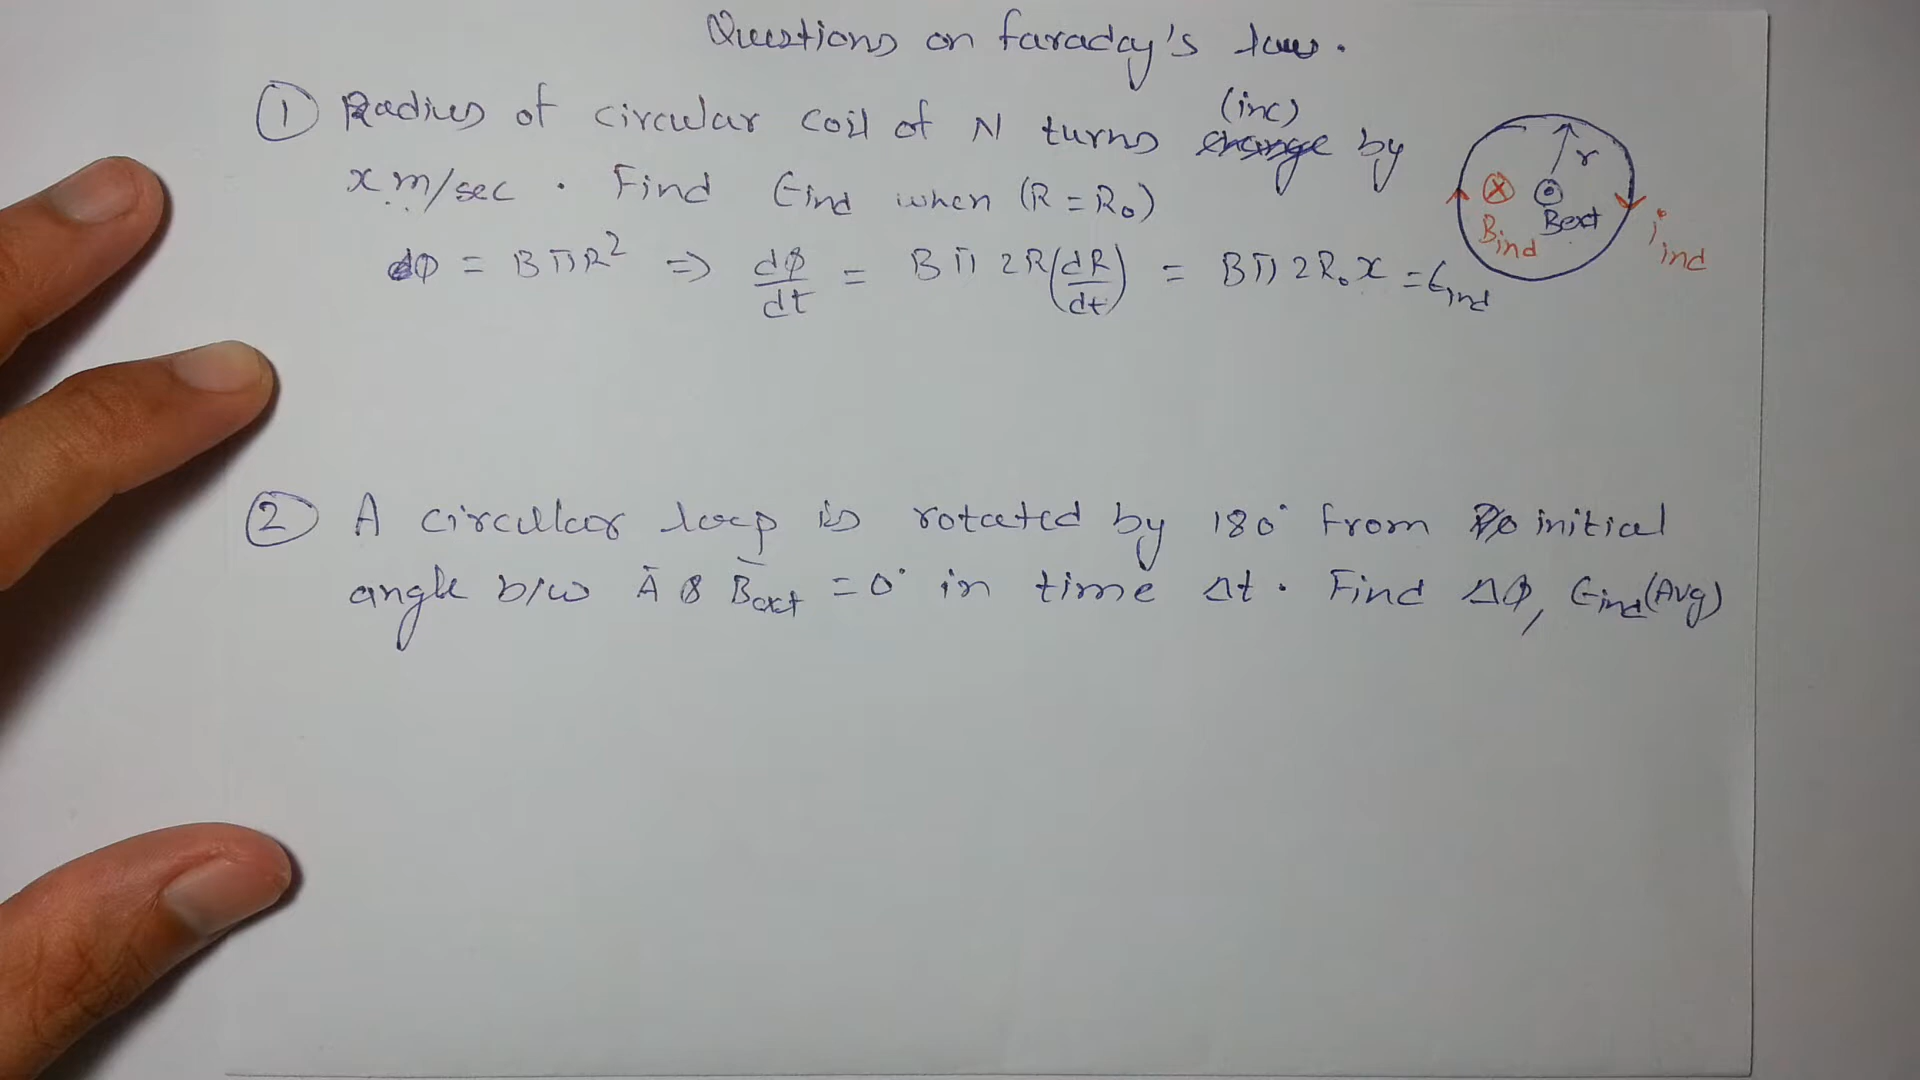 Questions on faraday's law.
① Radius of circular coil of N turns change (inc) by
x m/sec. Find Eind when (R = R₀)
ϕ = BπR² ⇒ dϕ/dt = Bπ 2R(dR/dt) = Bπ 2R₀x = Eind
r
Bind Bext iind
② A circular loop is rotated by 180° from initial
angle b/w A & Bext = 0° in time Δt. Find Δϕ, Eind(Avg)